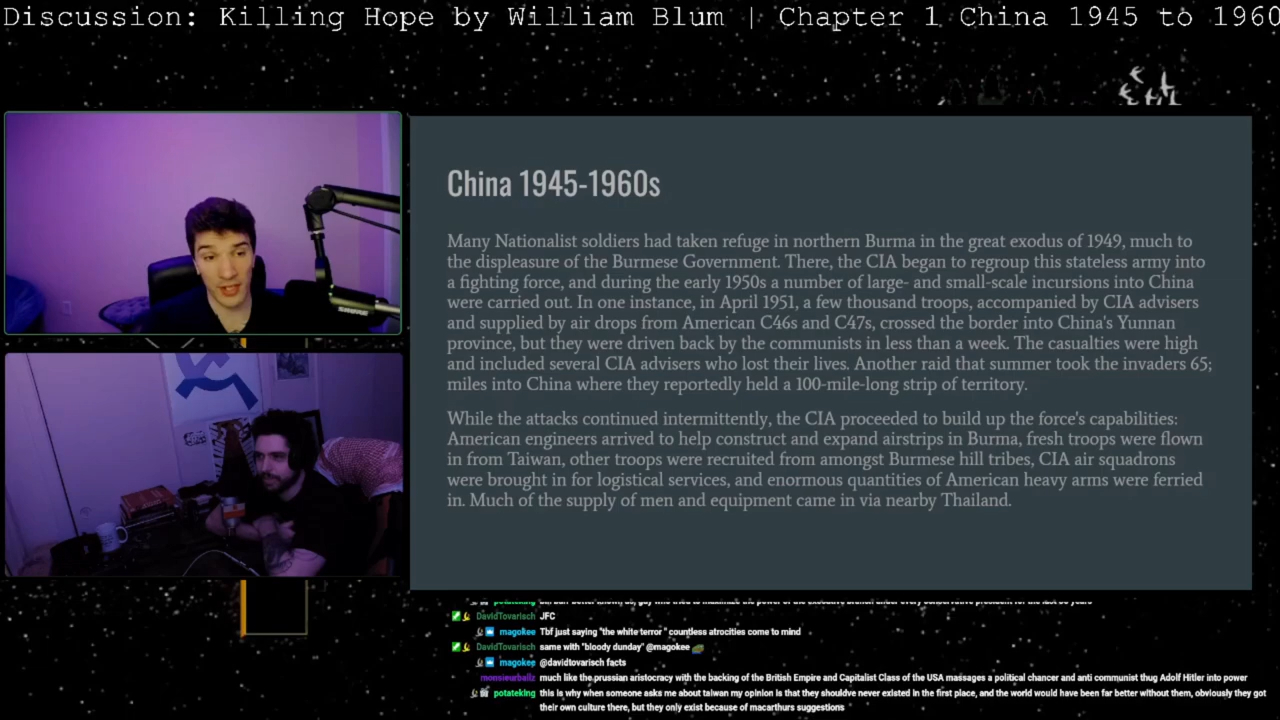 Discussion: Killing Hope by William Blum | Chapter 1 China 1945 to 1960
China 1945-1960s
Many Nationalist soldiers had taken refuge in northern Burma in the great exodus of 1949, much to
the displeasure of the Burmese Government. There, the CIA began to regroup this stateless army into
a fighting force, and during the early 1950s a number of large- and small-scale incursions into China
were carried out. In one instance, in April 1951, a few thousand troops, accompanied by CIA advisers
and supplied by air drops from American C46s and C47s, crossed the border into China's Yunnan
province, but they were driven back by the communists in less than a week. The casualties were high
and included several CIA advisers who lost their lives. Another raid that summer took the invaders 65;
miles into China where they reportedly held a 100-mile-long strip of territory.
While the attacks continued intermittently, the CIA proceeded to build up the force's capabilities:
American engineers arrived to help construct and expand airstrips in Burma, fresh troops were flown
in from Taiwan, other troops were recruited from amongst Burmese hill tribes, CIA air squadrons
were brought in for logistical services, and enormous quantities of American heavy arms were ferried
in. Much of the supply of men and equipment came in via nearby Thailand.
DavidTovarisch JFC
magokee Tbf just saying "the white terror" countless atrocities come to mind
DavidTovarisch same with "bloody dunday" @magokee
magokee @davidtovarisch facts
monsieurballz much like the prussian aristocracy with the backing of the British Empire and Capitalist Class of the USA massages a political chancer and anti communist thug Adolf Hitler into power
potateking this is why when someone asks me about taiwan my opinion is that they shouldve never existed in the first place, and the world would have been far better without them, obviously they got
their own culture there, but they only exist because of macarthurs suggestions